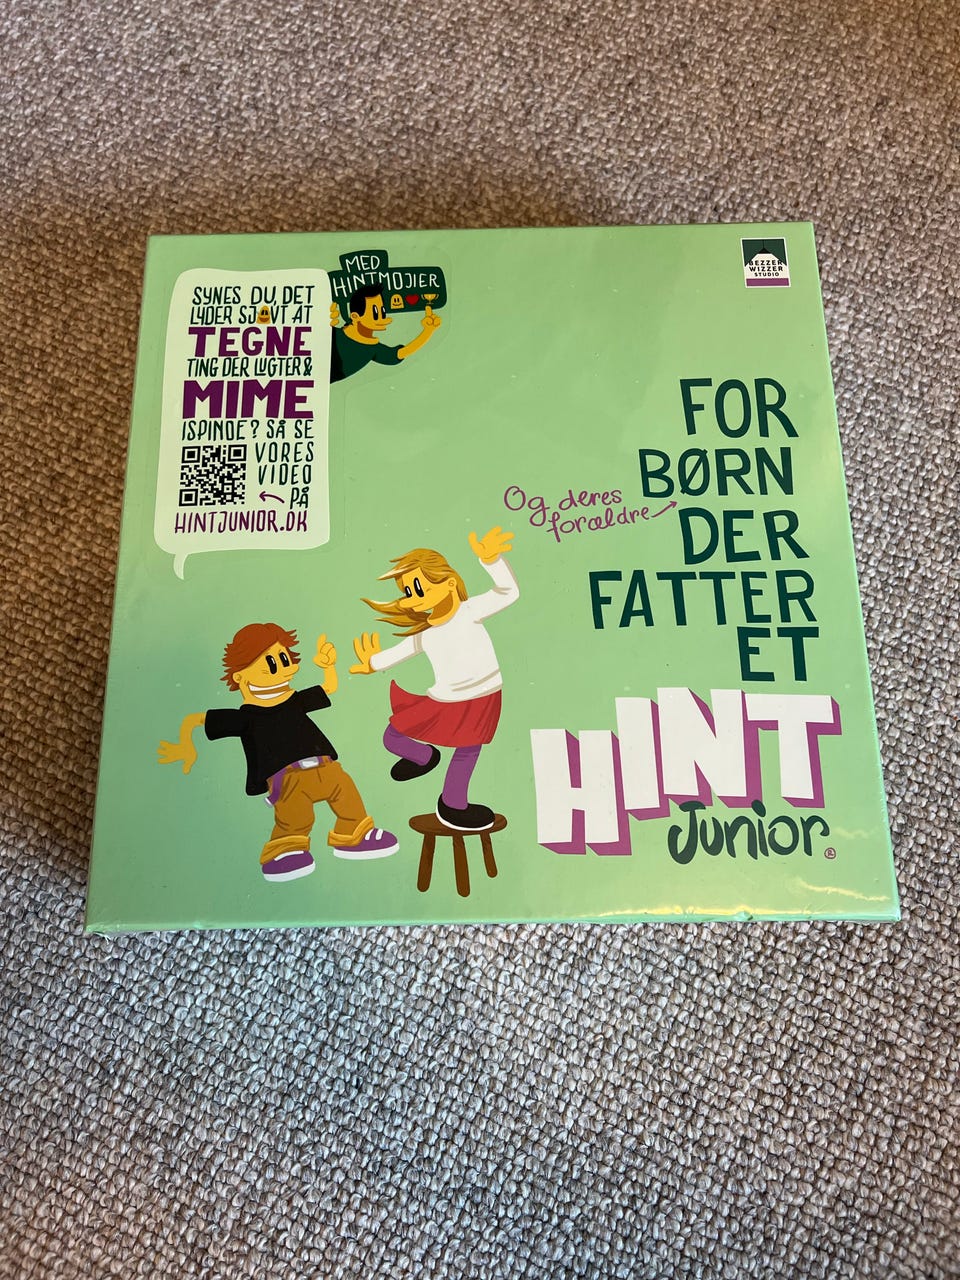 SYNES DU, DET
LYDER SJOVT AT
TEGNE
TING DER LUGTER &
MIME
ISPINDE? SÅ SE
VORES
VIDEO
PÅ
HINTJUNIOR.DK
MED
HINTMOJIER
BEZZER
WIZZER
STUDIO
FOR
BØRN
Og deres
forældre
DER
FATTER
ET
HINT
Junior ®